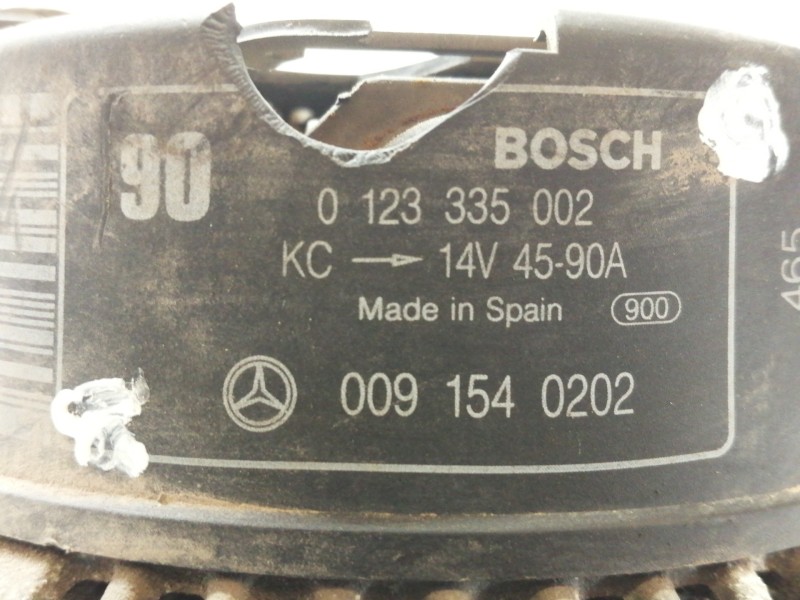 90
BOSCH
0 123 335 002
KC → 14V 45-90A
Made in Spain 900
009 154 0202
465